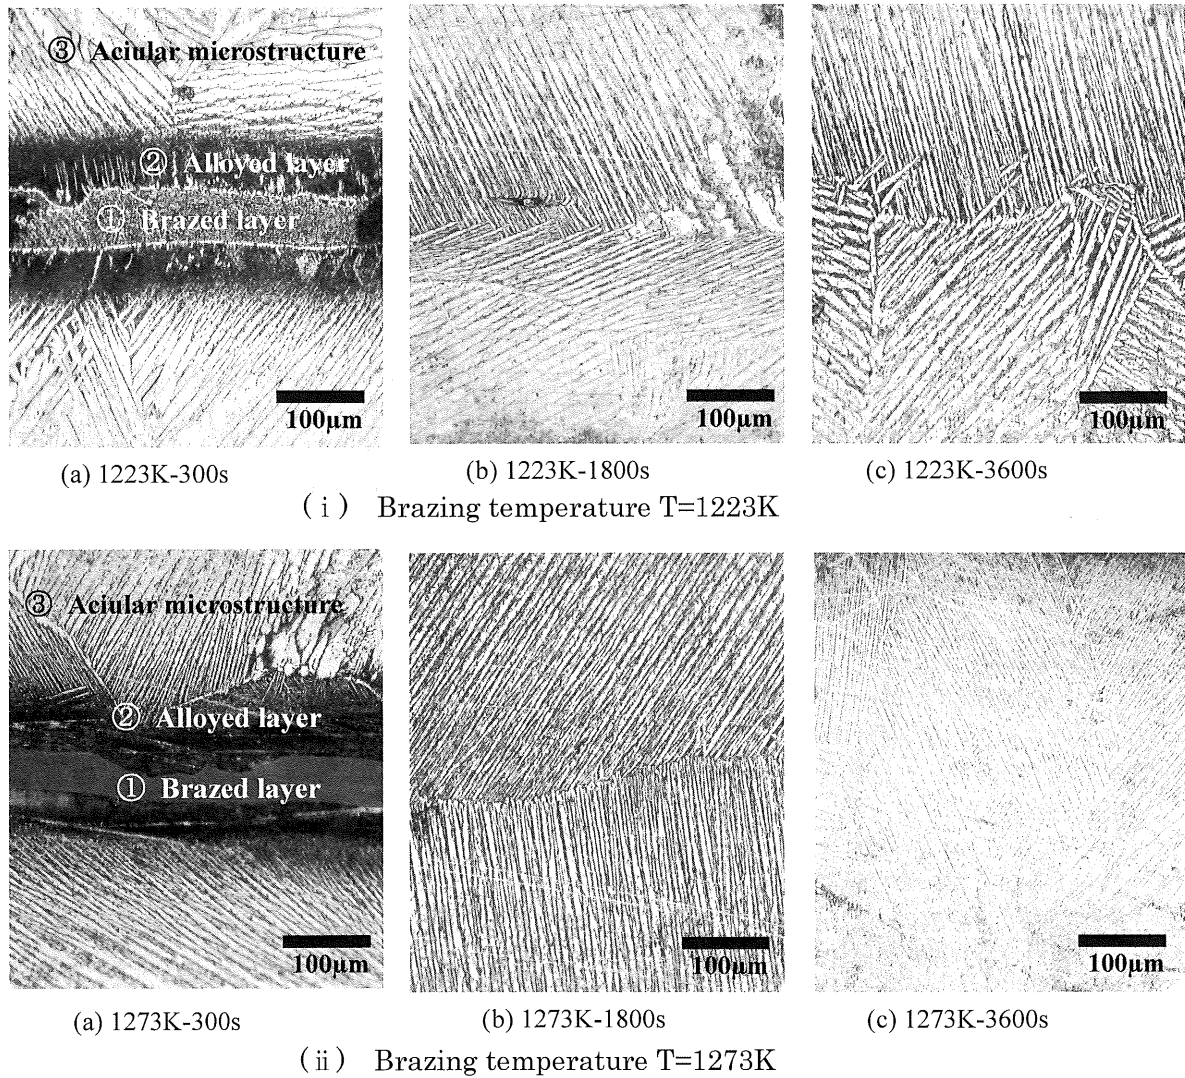 ③ Aciular microstructure
② Alloyed layer
① Brazed layer
100μm
100μm
100μm
(a) 1223K-300s
(b) 1223K-1800s
(c) 1223K-3600s
(ⅰ) Brazing temperature T=1223K
③ Aciular microstructure
② Alloyed layer
① Brazed layer
100μm
100μm
100μm
(a) 1273K-300s
(b) 1273K-1800s
(c) 1273K-3600s
(ⅱ) Brazing temperature T=1273K